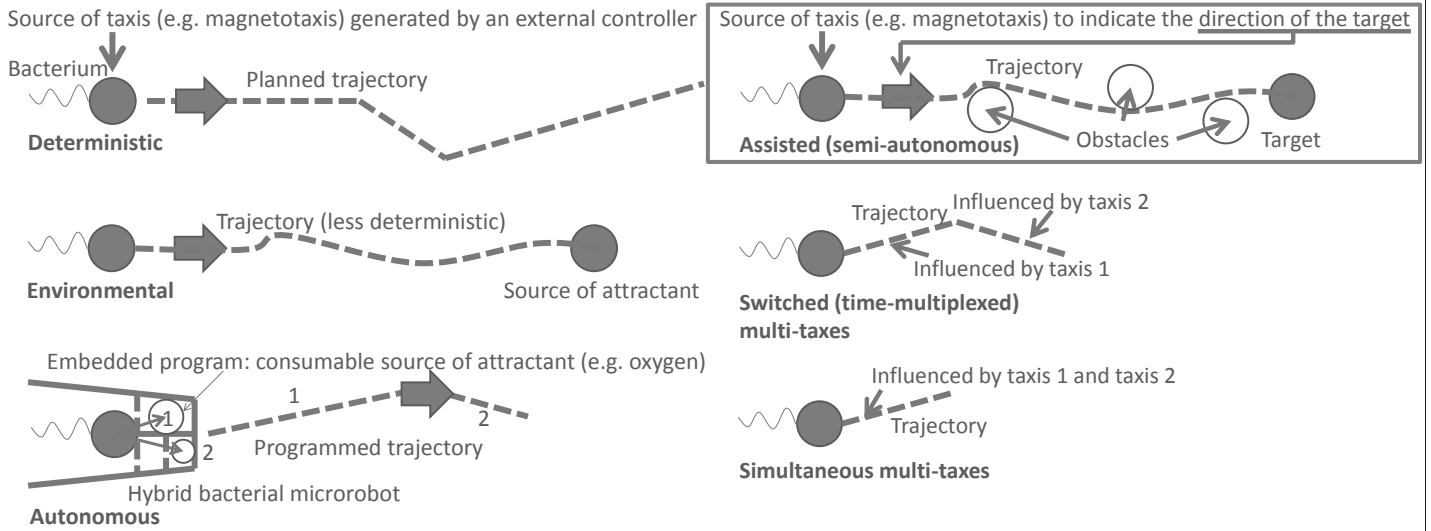 Source of taxis (e.g. magnetotaxis) generated by an external controller
Bacterium
Planned trajectory
Deterministic
Source of taxis (e.g. magnetotaxis) to indicate the direction of the target
Trajectory
Obstacles
Target
Assisted (semi-autonomous)
Trajectory (less deterministic)
Environmental
Source of attractant
Influenced by taxis 2
Trajectory
Influenced by taxis 1
Switched (time-multiplexed)
multi-taxes
Embedded program: consumable source of attractant (e.g. oxygen)
1
1
2
2
Programmed trajectory
Hybrid bacterial microrobot
Autonomous
Influenced by taxis 1 and taxis 2
Trajectory
Simultaneous multi-taxes